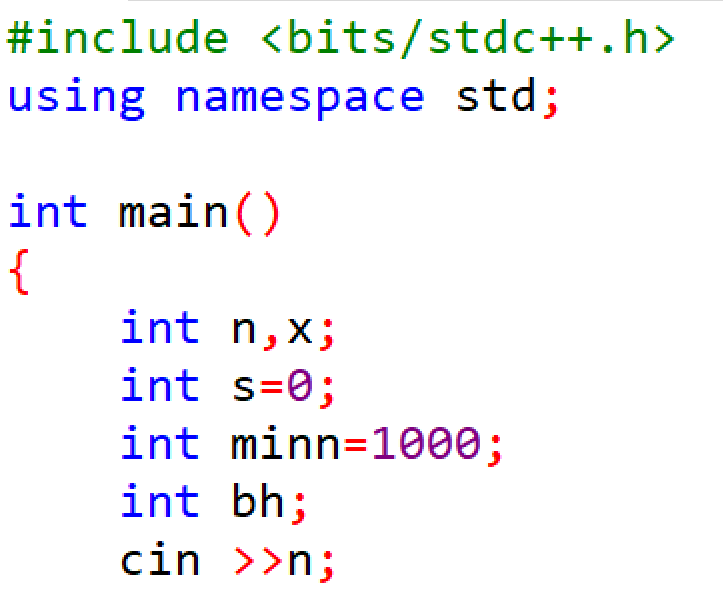 #include <bits/stdc++.h>
using namespace std;
int main()
{
int n,x;
int s=0;
int minn=1000;
int bh;
cin >>n;